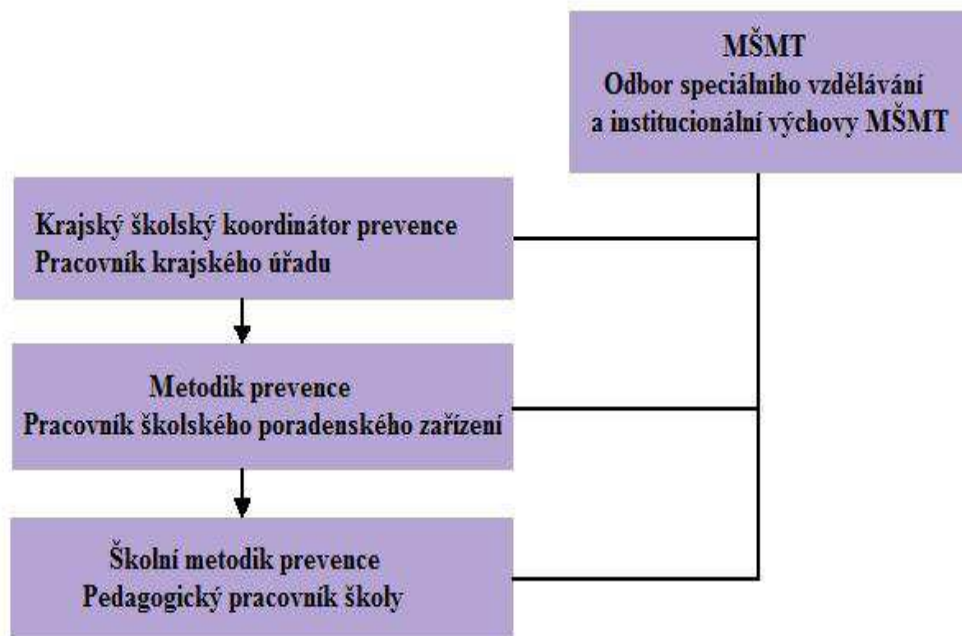 MŠMT
Odbor speciálního vzdělávání
a institucionální výchovy MŠMT
Krajský školský koordinátor prevence
Pracovník krajského úřadu
Metodik prevence
Pracovník školského poradenského zařízení
Školní metodik prevence
Pedagogický pracovník školy